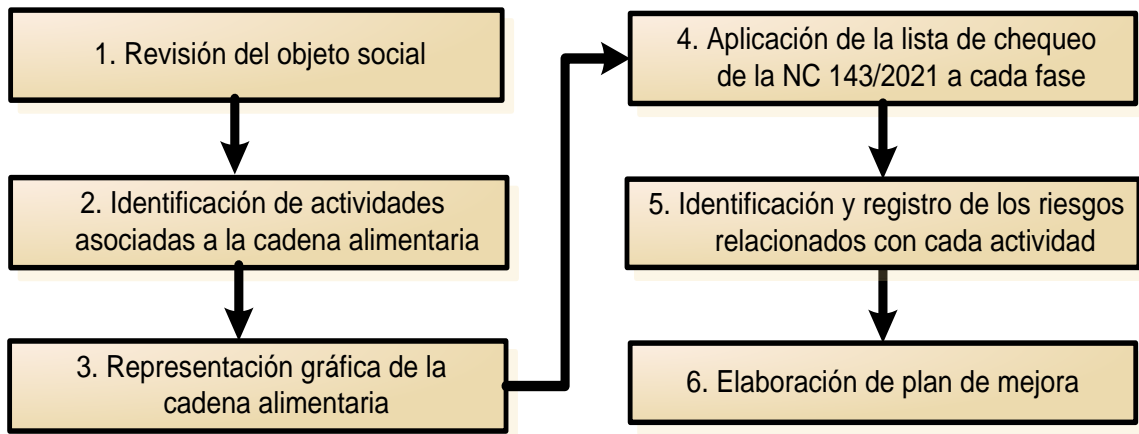 1. Revisión del objeto social
2. Identificación de actividades
asociadas a la cadena alimentaria
3. Representación gráfica de la
cadena alimentaria
4. Aplicación de la lista de chequeo
de la NC 143/2021 a cada fase
5. Identificación y registro de los riesgos
relacionados con cada actividad
6. Elaboración de plan de mejora